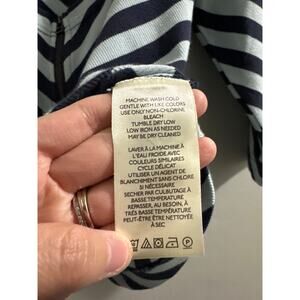 MACHINE WASH COLD
GENTLE WITH LIKE COLORS
USE ONLY NON-CHLORINE
BLEACH
TUMBLE DRY LOW
LOW IRON AS NEEDED
MAY BE DRY CLEANED
LAVER À LA MACHINE À
L'EAU FROIDE AVEC
COULEURS SIMILAIRES
CYCLE DÉLICAT
UTILISER UN AGENT DE
BLANCHIMENT SANS CHLORE
SI NÉCESSAIRE
SÉCHER PAR CULBUTAGE À
BASSE TEMPÉRATURE
REPASSER, AU BESOIN, À
TRÈS BASSE TEMPÉRATURE
PEUT-ÊTRE NETTOYÉE
À SEC